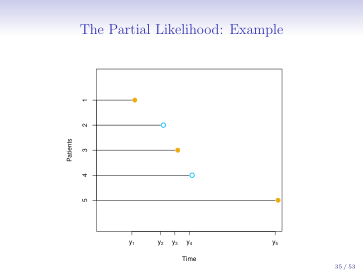 The Partial Likelihood: Example
1
2
3
4
5
Patients
y₁ y₂ y₃ y₄ y₅
Time
35 / 53